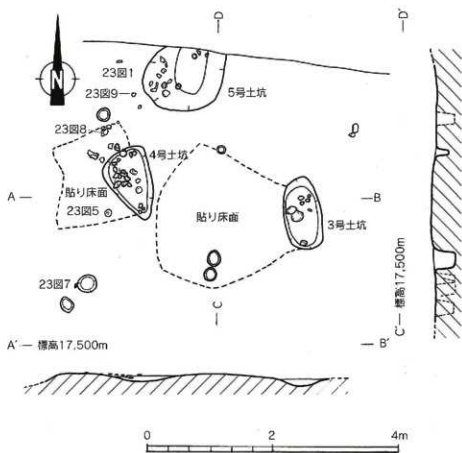 D
D'
N
23図1
23図9
5号土坑
23図8
4号土坑
A
貼り床面
貼り床面
B
23図5
3号土坑
23図7
C
C' 標高17,500m
A' 標高17,500m
B'
0
2
4m